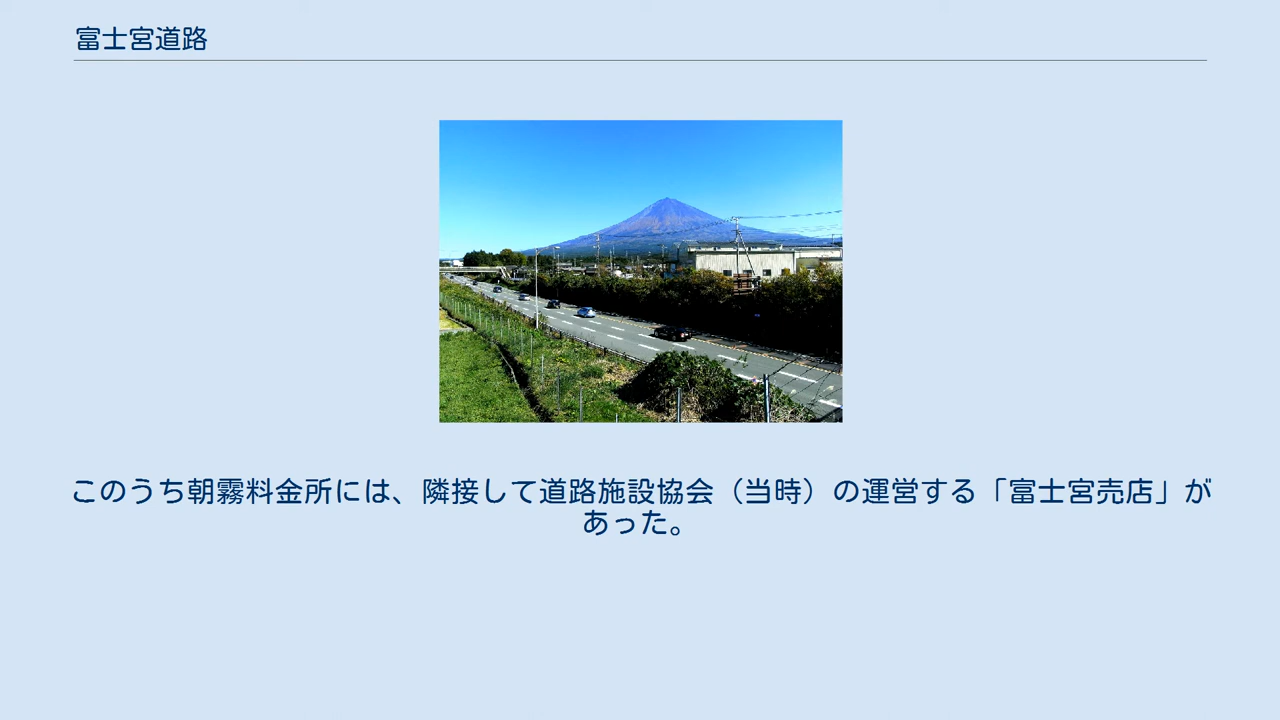 富士宮道路
このうち朝霧料金所には、隣接して道路施設協会（当時）の運営する「富士宮売店」が
あった。